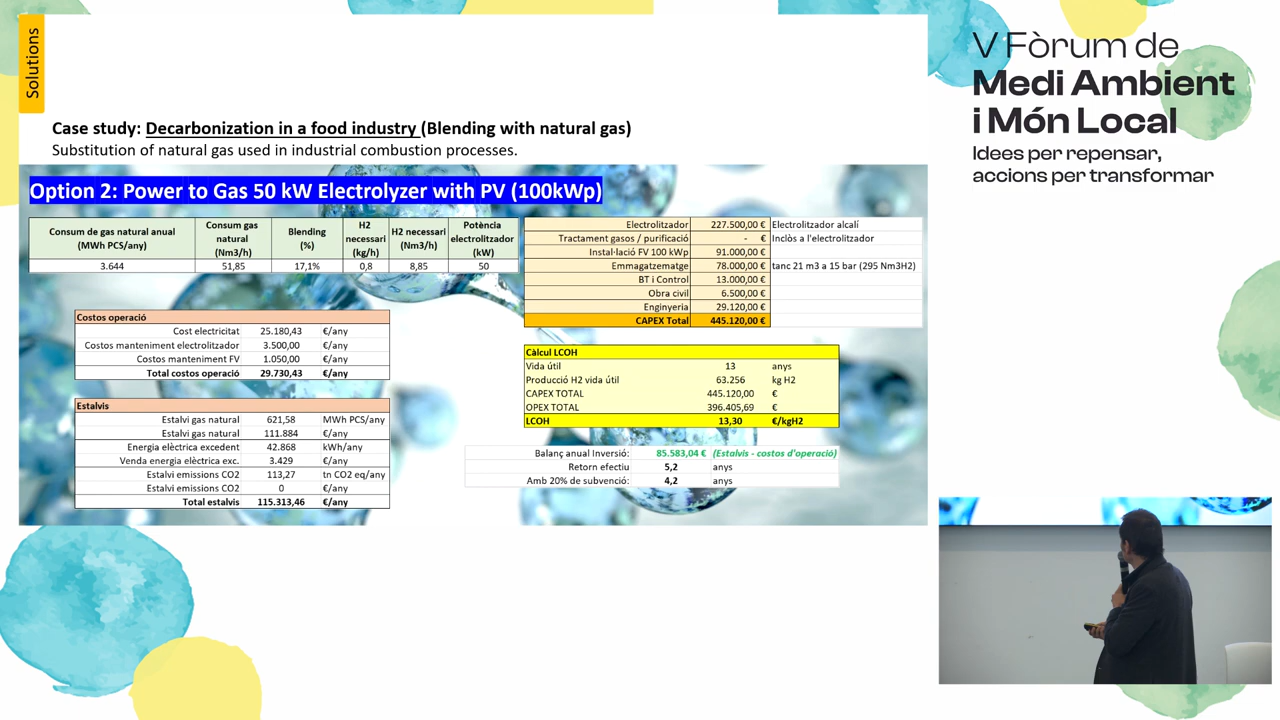 Solutions
V Fòrum de
Medi Ambient
i Món Local
Idees per repensar,
accions per transformar
Case study: Decarbonization in a food industry (Blending with natural gas)
Substitution of natural gas used in industrial combustion processes.
Option 2: Power to Gas 50 kW Electrolyzer with PV (100kWp)
Consum de gas natural anual (MWh PCS/any) Consum gas natural (Nm3/h) Blending (%) H2 necessari (kg/h) H2 necessari (Nm3/h) Potència electrolitzador (kW)
3.644 51,85 17,1% 0,8 8,85 50
Costos operació
Cost electricitat 25.180,43 €/any
Costos manteniment electrolitzador 3.500,00 €/any
Costos manteniment FV 1.050,00 €/any
Total costos operació 29.730,43 €/any
Estalvis
Estalvi gas natural 621,58 MWh PCS/any
Estalvi gas natural 111.884 €/any
Energia elèctrica excedent 42.868 kWh/any
Venda energia elèctrica exc. 3.429 €/any
Estalvi emissions CO2 113,27 tn CO2 eq/any
Estalvi emissions CO2 0 €/any
Total estalvis 115.313,46 €/any
Electrolitzador 227.500,00 € Electrolitzador alcalí
Tractament gasos / purificació - € Inclòs a l'electrolitzador
Instal·lació FV 100 kWp 91.000,00 €
Emmagatzematge 78.000,00 € tanc 21 m3 a 15 bar (295 Nm3H2)
BT i Control 13.000,00 €
Obra civil 6.500,00 €
Enginyeria 29.120,00 €
CAPEX Total 445.120,00 €
Càlcul LCOH
Vida útil 13 anys
Producció H2 vida útil 63.256 kg H2
CAPEX TOTAL 445.120,00 €
OPEX TOTAL 396.405,69 €
LCOH 13,30 €/kgH2
Balanç anual Inversió: 85.583,04 € (Estalvis - costos d'operació)
Retorn efectiu 5,2 anys
Amb 20% de subvenció: 4,2 anys